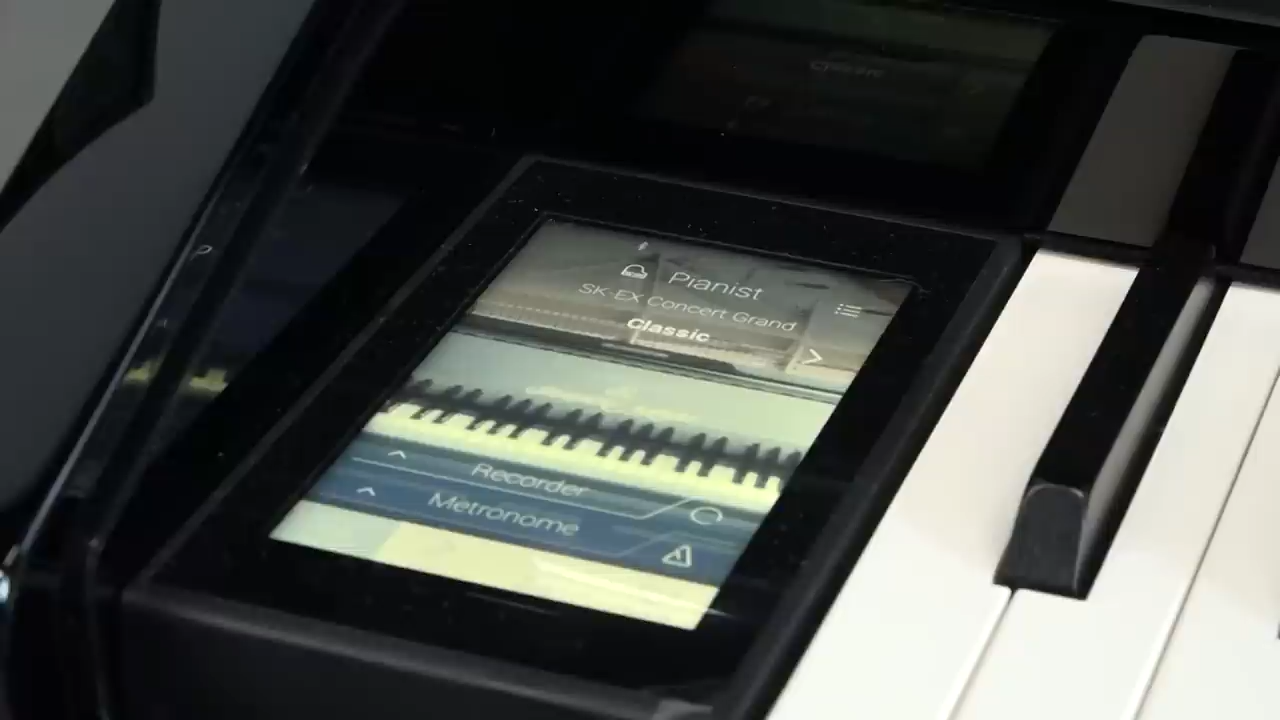 Pianist
SK-EX Concert Grand
Classic
Recorder
Metronome